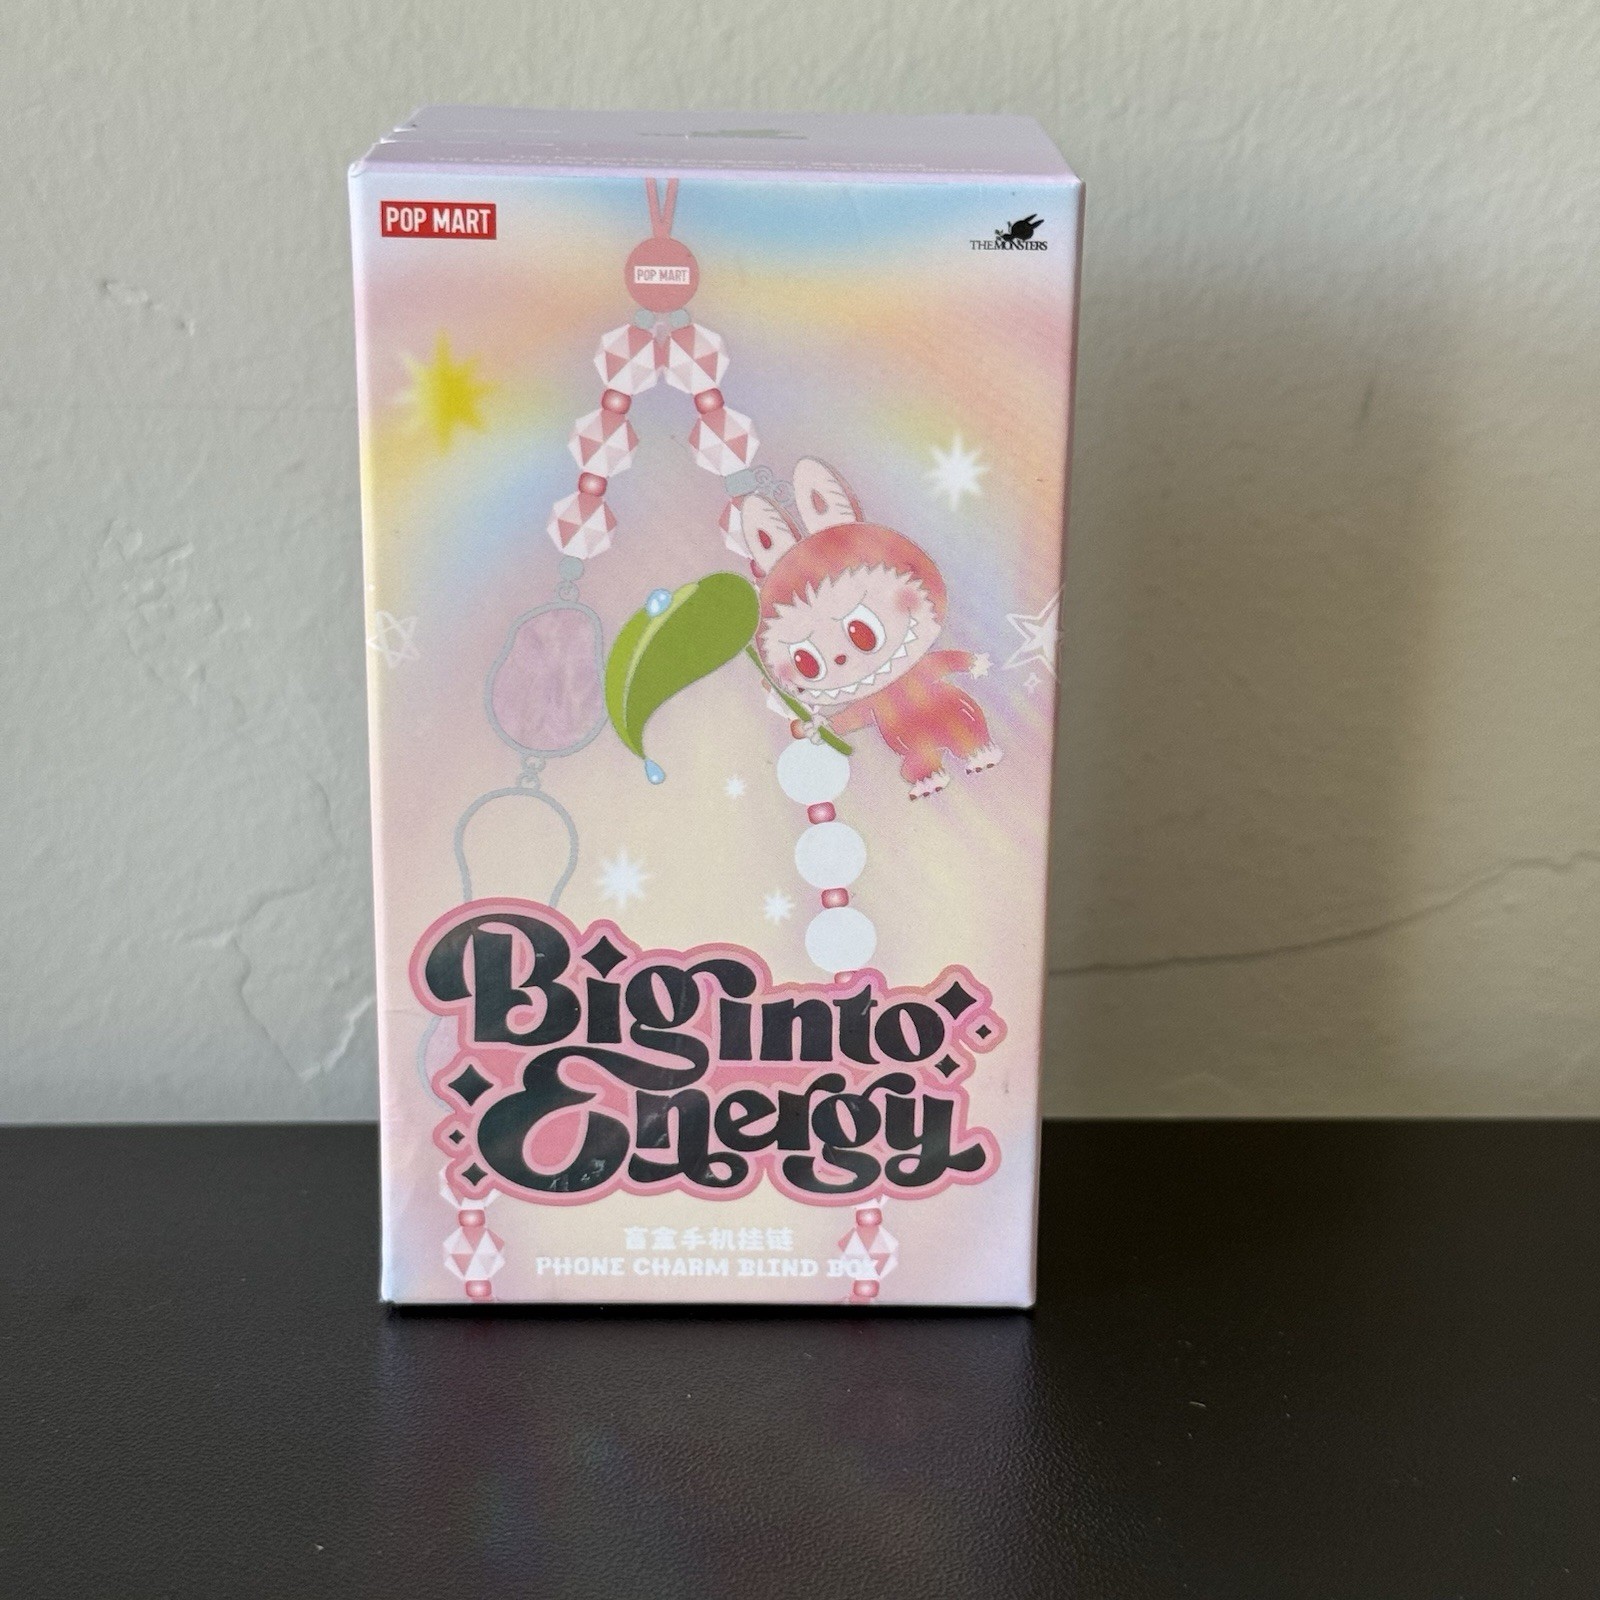 POP MART
THE MONSTERS
POP MART
Big into
Energy
盲盒手机挂链
PHONE CHARM BLIND BOX